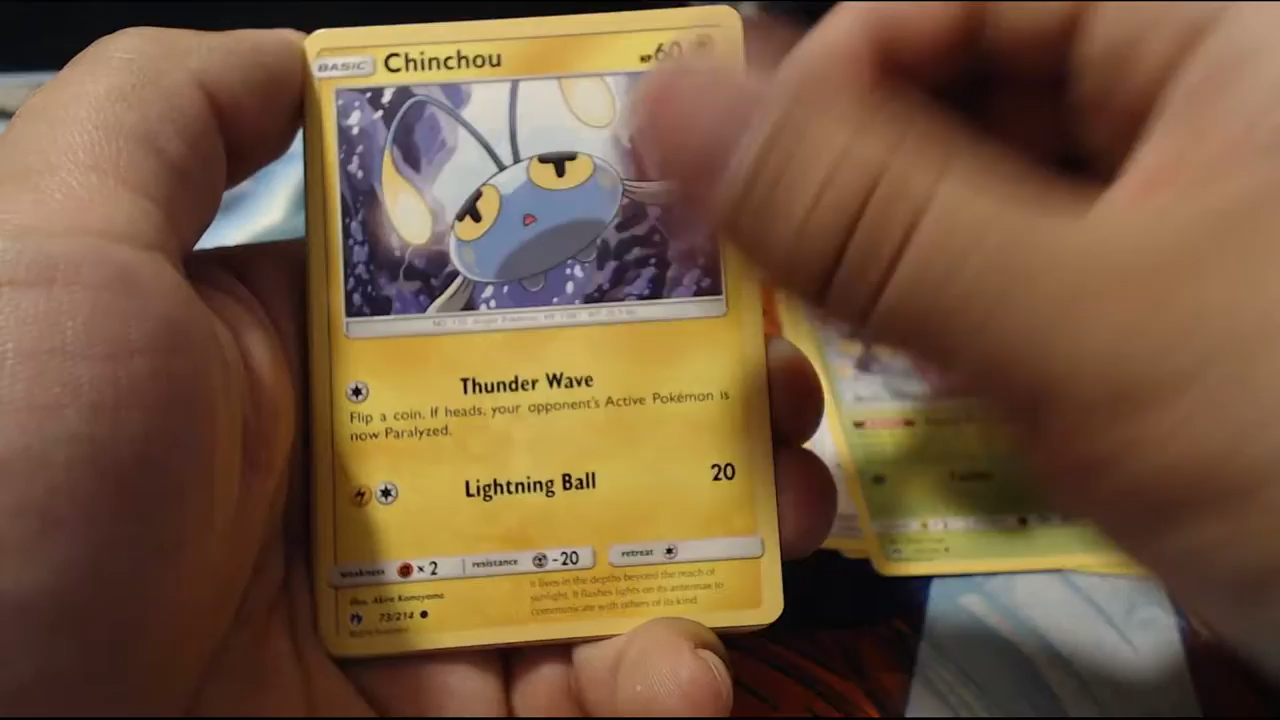 BASIC Chinchou HP 60
Thunder Wave
Flip a coin. If heads, your opponent's Active Pokémon is
now Paralyzed.
Lightning Ball 20
weakness × 2 resistance -20 retreat
It lives in the depths beyond the reach of
sunlight. It flashes lights on its antennae to
communicate with others of its kind.
Illus. Akira Komayama
73/214